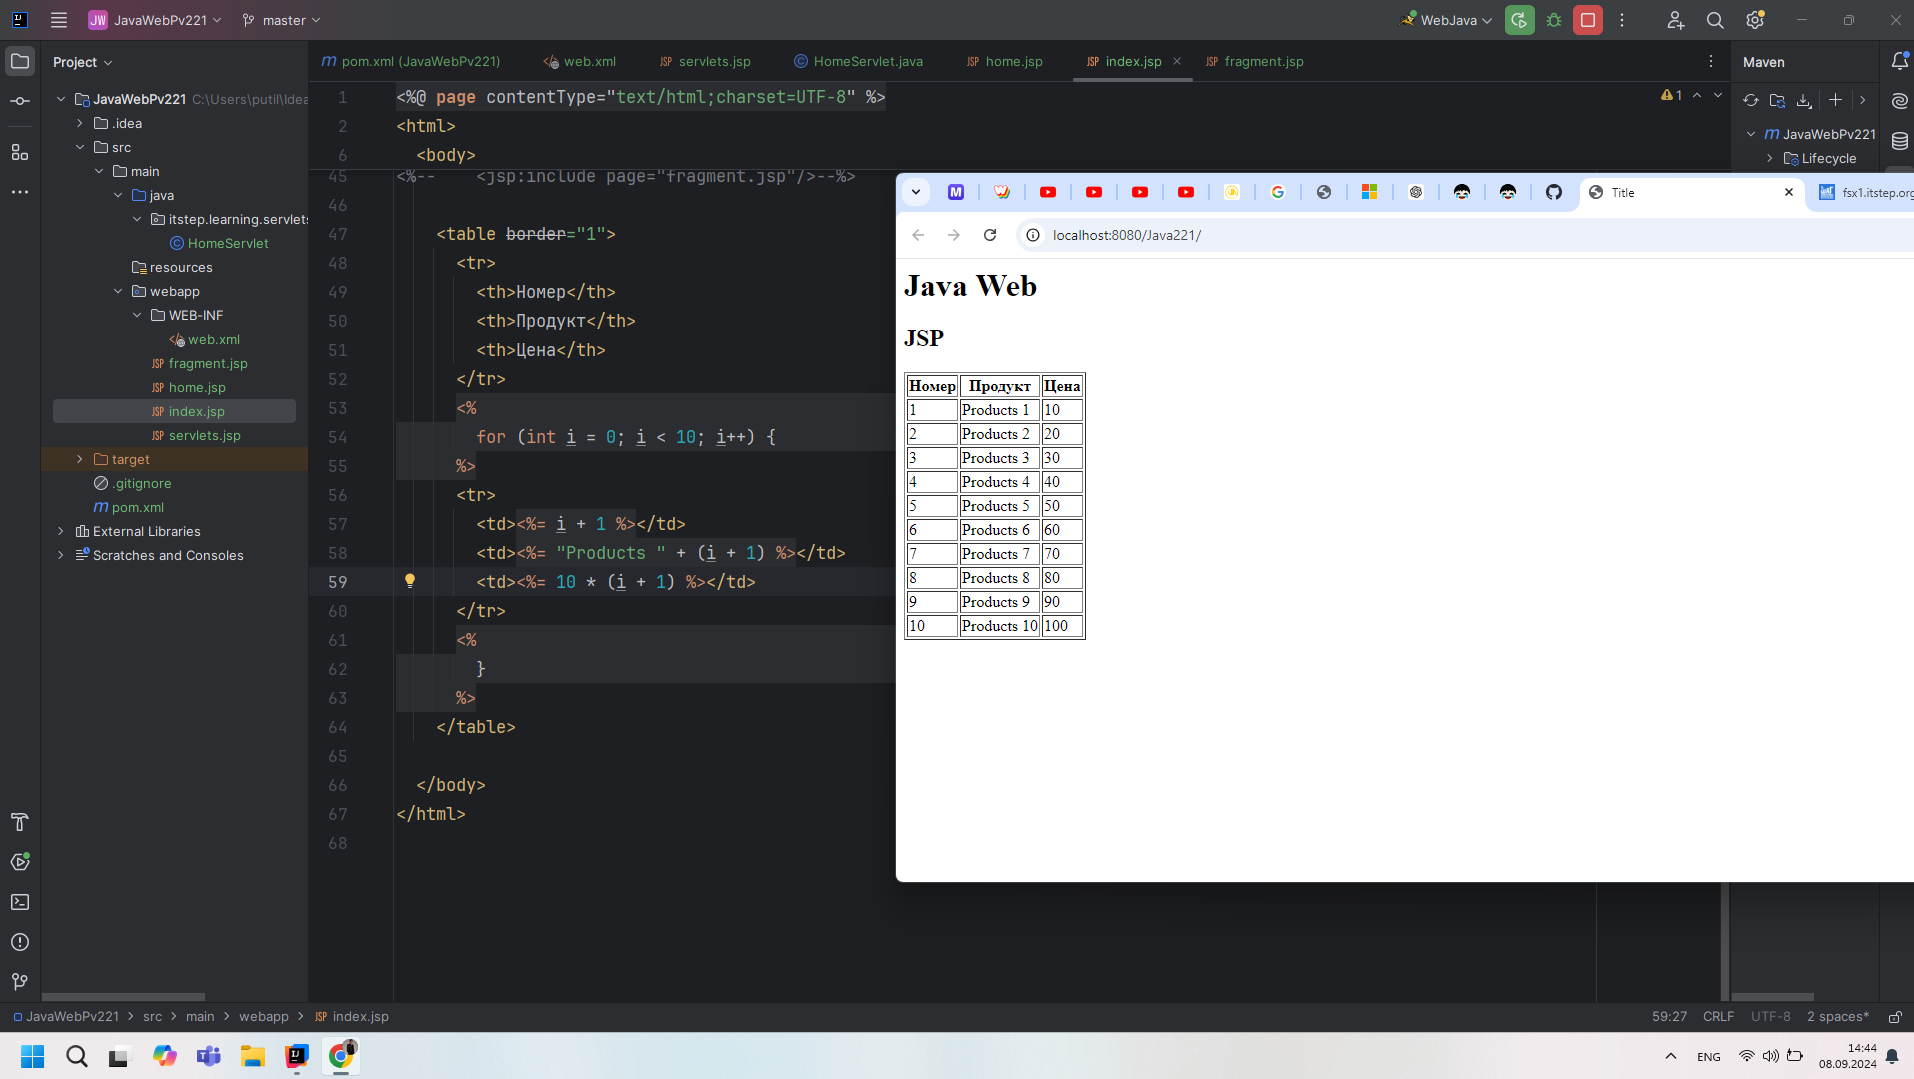 JW JavaWebPv221 master WebJava
Project
m pom.xml (JavaWebPv221) web.xml JSP servlets.jsp © HomeServlet.java JSP home.jsp JSP index.jsp JSP fragment.jsp
Maven
JavaWebPv221 C:\Users\putil\Idea
.idea
src
main
java
itstep.learning.servlets
HomeServlet
resources
webapp
WEB-INF
web.xml
JSP fragment.jsp
JSP home.jsp
JSP index.jsp
JSP servlets.jsp
target
.gitignore
m pom.xml
External Libraries
Scratches and Consoles
1 <%@ page contentType="text/html;charset=UTF-8" %>
2 <html>
6 <body>
45 <%-- <jsp:include page="fragment.jsp"/>--%>
46
47 <table border="1">
48 <tr>
49 <th>Номер</th>
50 <th>Продукт</th>
51 <th>Цена</th>
52 </tr>
53 <%
54 for (int i = 0; i < 10; i++) {
55 %>
56 <tr>
57 <td><%= i + 1 %></td>
58 <td><%= "Products " + (i + 1) %></td>
59 <td><%= 10 * (i + 1) %></td>
60 </tr>
61 <%
62 }
63 %>
64 </table>
65
66 </body>
67 </html>
68
1
m JavaWebPv221
Lifecycle
Title
fsx1.itstep.org
localhost:8080/Java221/
Java Web
JSP
Номер Продукт Цена
1 Products 1 10
2 Products 2 20
3 Products 3 30
4 Products 4 40
5 Products 5 50
6 Products 6 60
7 Products 7 70
8 Products 8 80
9 Products 9 90
10 Products 10 100
JavaWebPv221 > src > main > webapp > JSP index.jsp
59:27 CRLF UTF-8 2 spaces*
ENG
14:44
08.09.2024